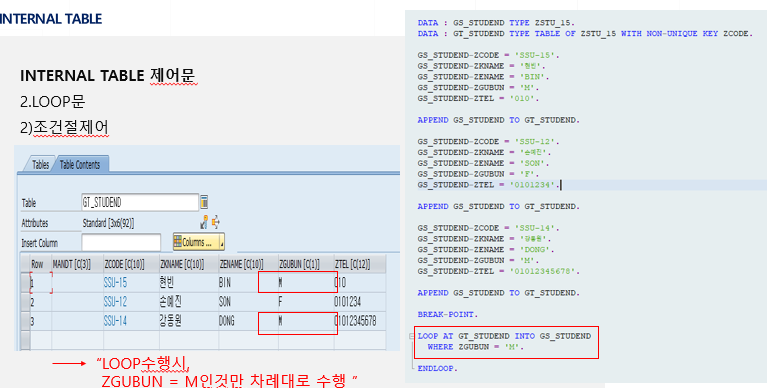 INTERNAL TABLE
INTERNAL TABLE 제어문
2.LOOP문
2)조건절제어
Tables
Table Contents
Table
GT_STUDEND
Attributes
Standard [3x6(92)]
Insert Column
Columns ...
Row MANDT [C(3)] ZCODE [C(10)] ZKNAME [C(10)] ZENAME [C(10)] ZGUBUN [C(1)] ZTEL [C(12)]
1 SSU-15 현빈 BIN M 010
2 SSU-12 손예진 SON F 0101234
3 SSU-14 강동원 DONG M 01012345678
“LOOP수행시,
ZGUBUN = M인것만 차례대로 수행 ”
DATA : GS_STUDEND TYPE ZSTU_15.
DATA : GT_STUDEND TYPE TABLE OF ZSTU_15 WITH NON-UNIQUE KEY ZCODE.
GS_STUDEND-ZCODE = 'SSU-15'.
GS_STUDEND-ZKNAME = '현빈'.
GS_STUDEND-ZENAME = 'BIN'.
GS_STUDEND-ZGUBUN = 'M'.
GS_STUDEND-ZTEL = '010'.
APPEND GS_STUDEND TO GT_STUDEND.
GS_STUDEND-ZCODE = 'SSU-12'.
GS_STUDEND-ZKNAME = '손예진'.
GS_STUDEND-ZENAME = 'SON'.
GS_STUDEND-ZGUBUN = 'F'.
GS_STUDEND-ZTEL = '0101234'.
APPEND GS_STUDEND TO GT_STUDEND.
GS_STUDEND-ZCODE = 'SSU-14'.
GS_STUDEND-ZKNAME = '강동원'.
GS_STUDEND-ZENAME = 'DONG'.
GS_STUDEND-ZGUBUN = 'M'.
GS_STUDEND-ZTEL = '01012345678'.
APPEND GS_STUDEND TO GT_STUDEND.
BREAK-POINT.
LOOP AT GT_STUDEND INTO GS_STUDEND
WHERE ZGUBUN = 'M'.
ENDLOOP.